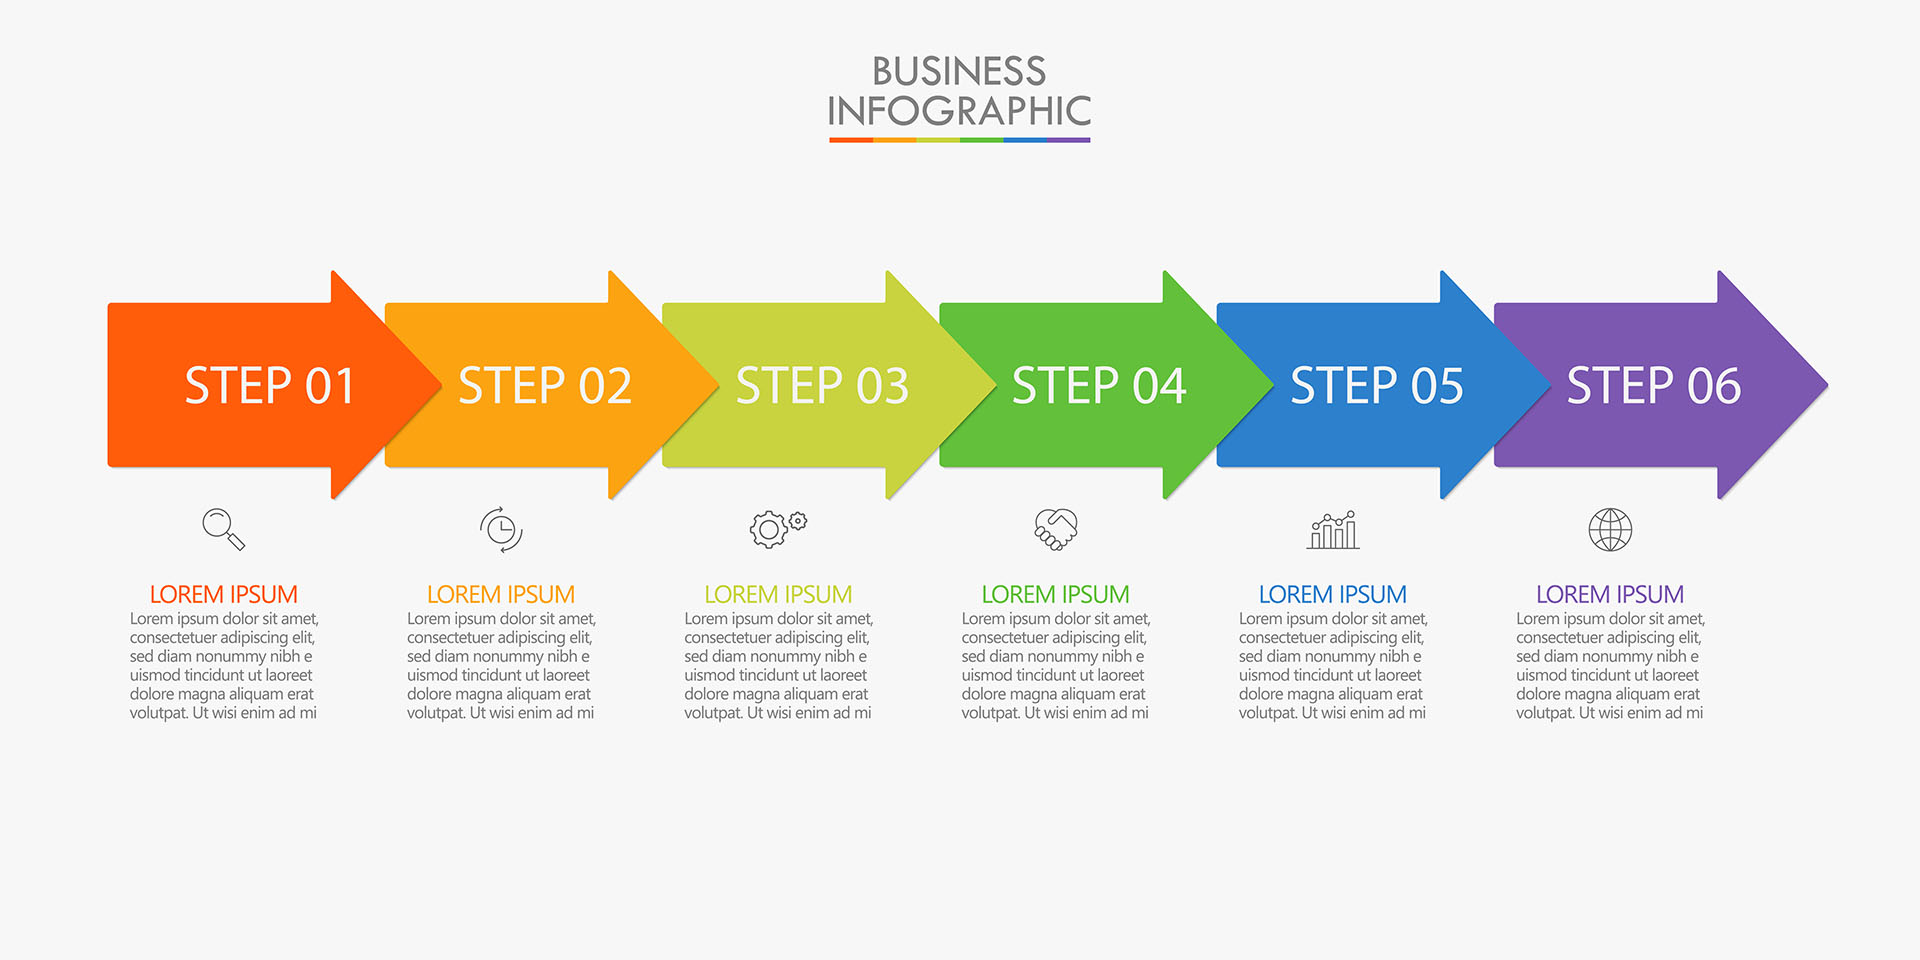 BUSINESS
INFOGRAPHIC
STEP 01
STEP 02
STEP 03
STEP 04
STEP 05
STEP 06
LOREM IPSUM
Lorem ipsum dolor sit amet,
consectetuer adipiscing elit,
sed diam nonummy nibh e
uismod tincidunt ut laoreet
dolore magna aliquam erat
volutpat. Ut wisi enim ad mi
LOREM IPSUM
Lorem ipsum dolor sit amet,
consectetuer adipiscing elit,
sed diam nonummy nibh e
uismod tincidunt ut laoreet
dolore magna aliquam erat
volutpat. Ut wisi enim ad mi
LOREM IPSUM
Lorem ipsum dolor sit amet,
consectetuer adipiscing elit,
sed diam nonummy nibh e
uismod tincidunt ut laoreet
dolore magna aliquam erat
volutpat. Ut wisi enim ad mi
LOREM IPSUM
Lorem ipsum dolor sit amet,
consectetuer adipiscing elit,
sed diam nonummy nibh e
uismod tincidunt ut laoreet
dolore magna aliquam erat
volutpat. Ut wisi enim ad mi
LOREM IPSUM
Lorem ipsum dolor sit amet,
consectetuer adipiscing elit,
sed diam nonummy nibh e
uismod tincidunt ut laoreet
dolore magna aliquam erat
volutpat. Ut wisi enim ad mi
LOREM IPSUM
Lorem ipsum dolor sit amet,
consectetuer adipiscing elit,
sed diam nonummy nibh e
uismod tincidunt ut laoreet
dolore magna aliquam erat
volutpat. Ut wisi enim ad mi